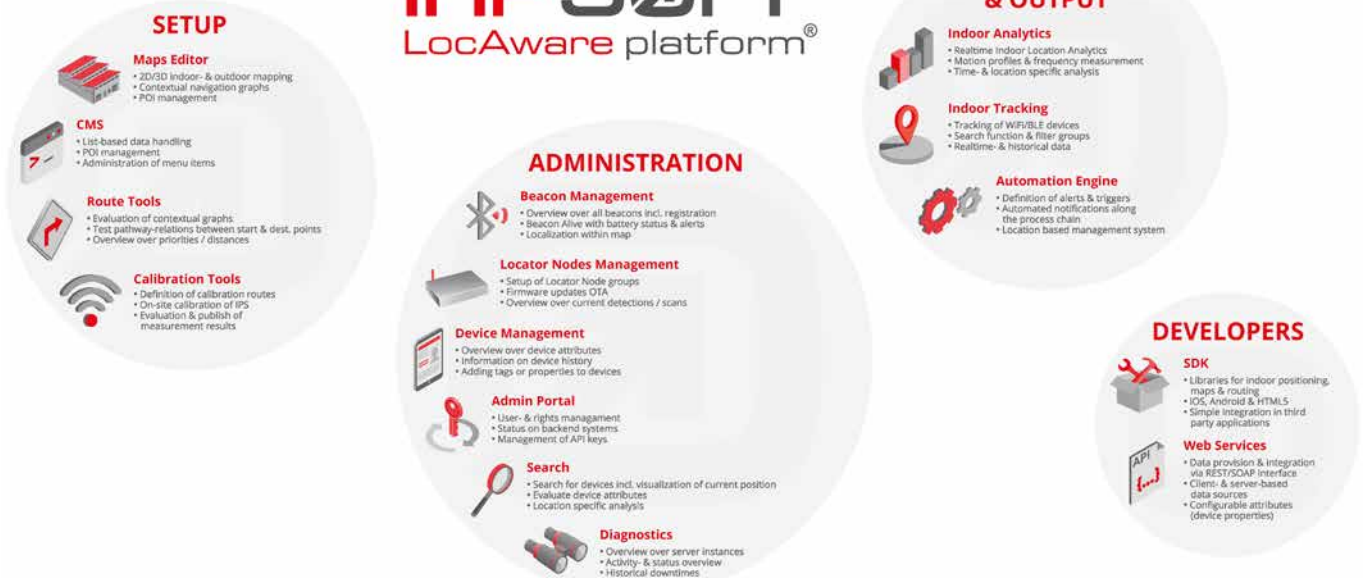 SETUP
Maps Editor
• 2D/3D indoor- & outdoor mapping
• Contextual navigation graphs
• POI management
CMS
• List-based data handling
• POI management
• Administration of menu items
Route Tools
• Evaluation of contextual graphs
• Test pathway-relations between start & dest. points
• Overview over priorities / distances
Calibration Tools
• Definition of calibration routes
• On-site calibration of IPS
• Evaluation & publish of
measurement results
LocAware platform®
ADMINISTRATION
Beacon Management
• Overview over all beacons incl. registration
• Beacon Alive with battery status & alerts
• Localization within map
Locator Nodes Management
• Setup of Locator Node groups
• Firmware updates OTA
• Overview over current detections / scans
Device Management
• Overview over device attributes
• Information on device history
• Adding tags or properties to devices
Admin Portal
• User- & rights managament
• Status on backend systems
• Management of API keys
Search
• Search for devices incl. visualization of current position
• Evaluate device attributes
• Location specific analysis
Diagnostics
• Overview over server instances
• Activity- & status overview
• Historical downtimes
& OUTPUT
Indoor Analytics
• Realtime Indoor Location Analytics
• Motion profiles & frequency measurement
• Time- & location specific analysis
Indoor Tracking
• Tracking of WiFi/BLE devices
• Search function & filter groups
• Realtime- & historical data
Automation Engine
• Definition of alerts & triggers
• Automated notifications along
the process chain
• Location based management system
DEVELOPERS
SDK
• Libraries for indoor positioning,
maps & routing
• iOS, Android & HTML5
• Simple integration in third
party applications
Web Services
API
{...}
• Data provision & integration
via REST/SOAP interface
• Client- & server-based
data sources
• Configurable attributes
(device properties)